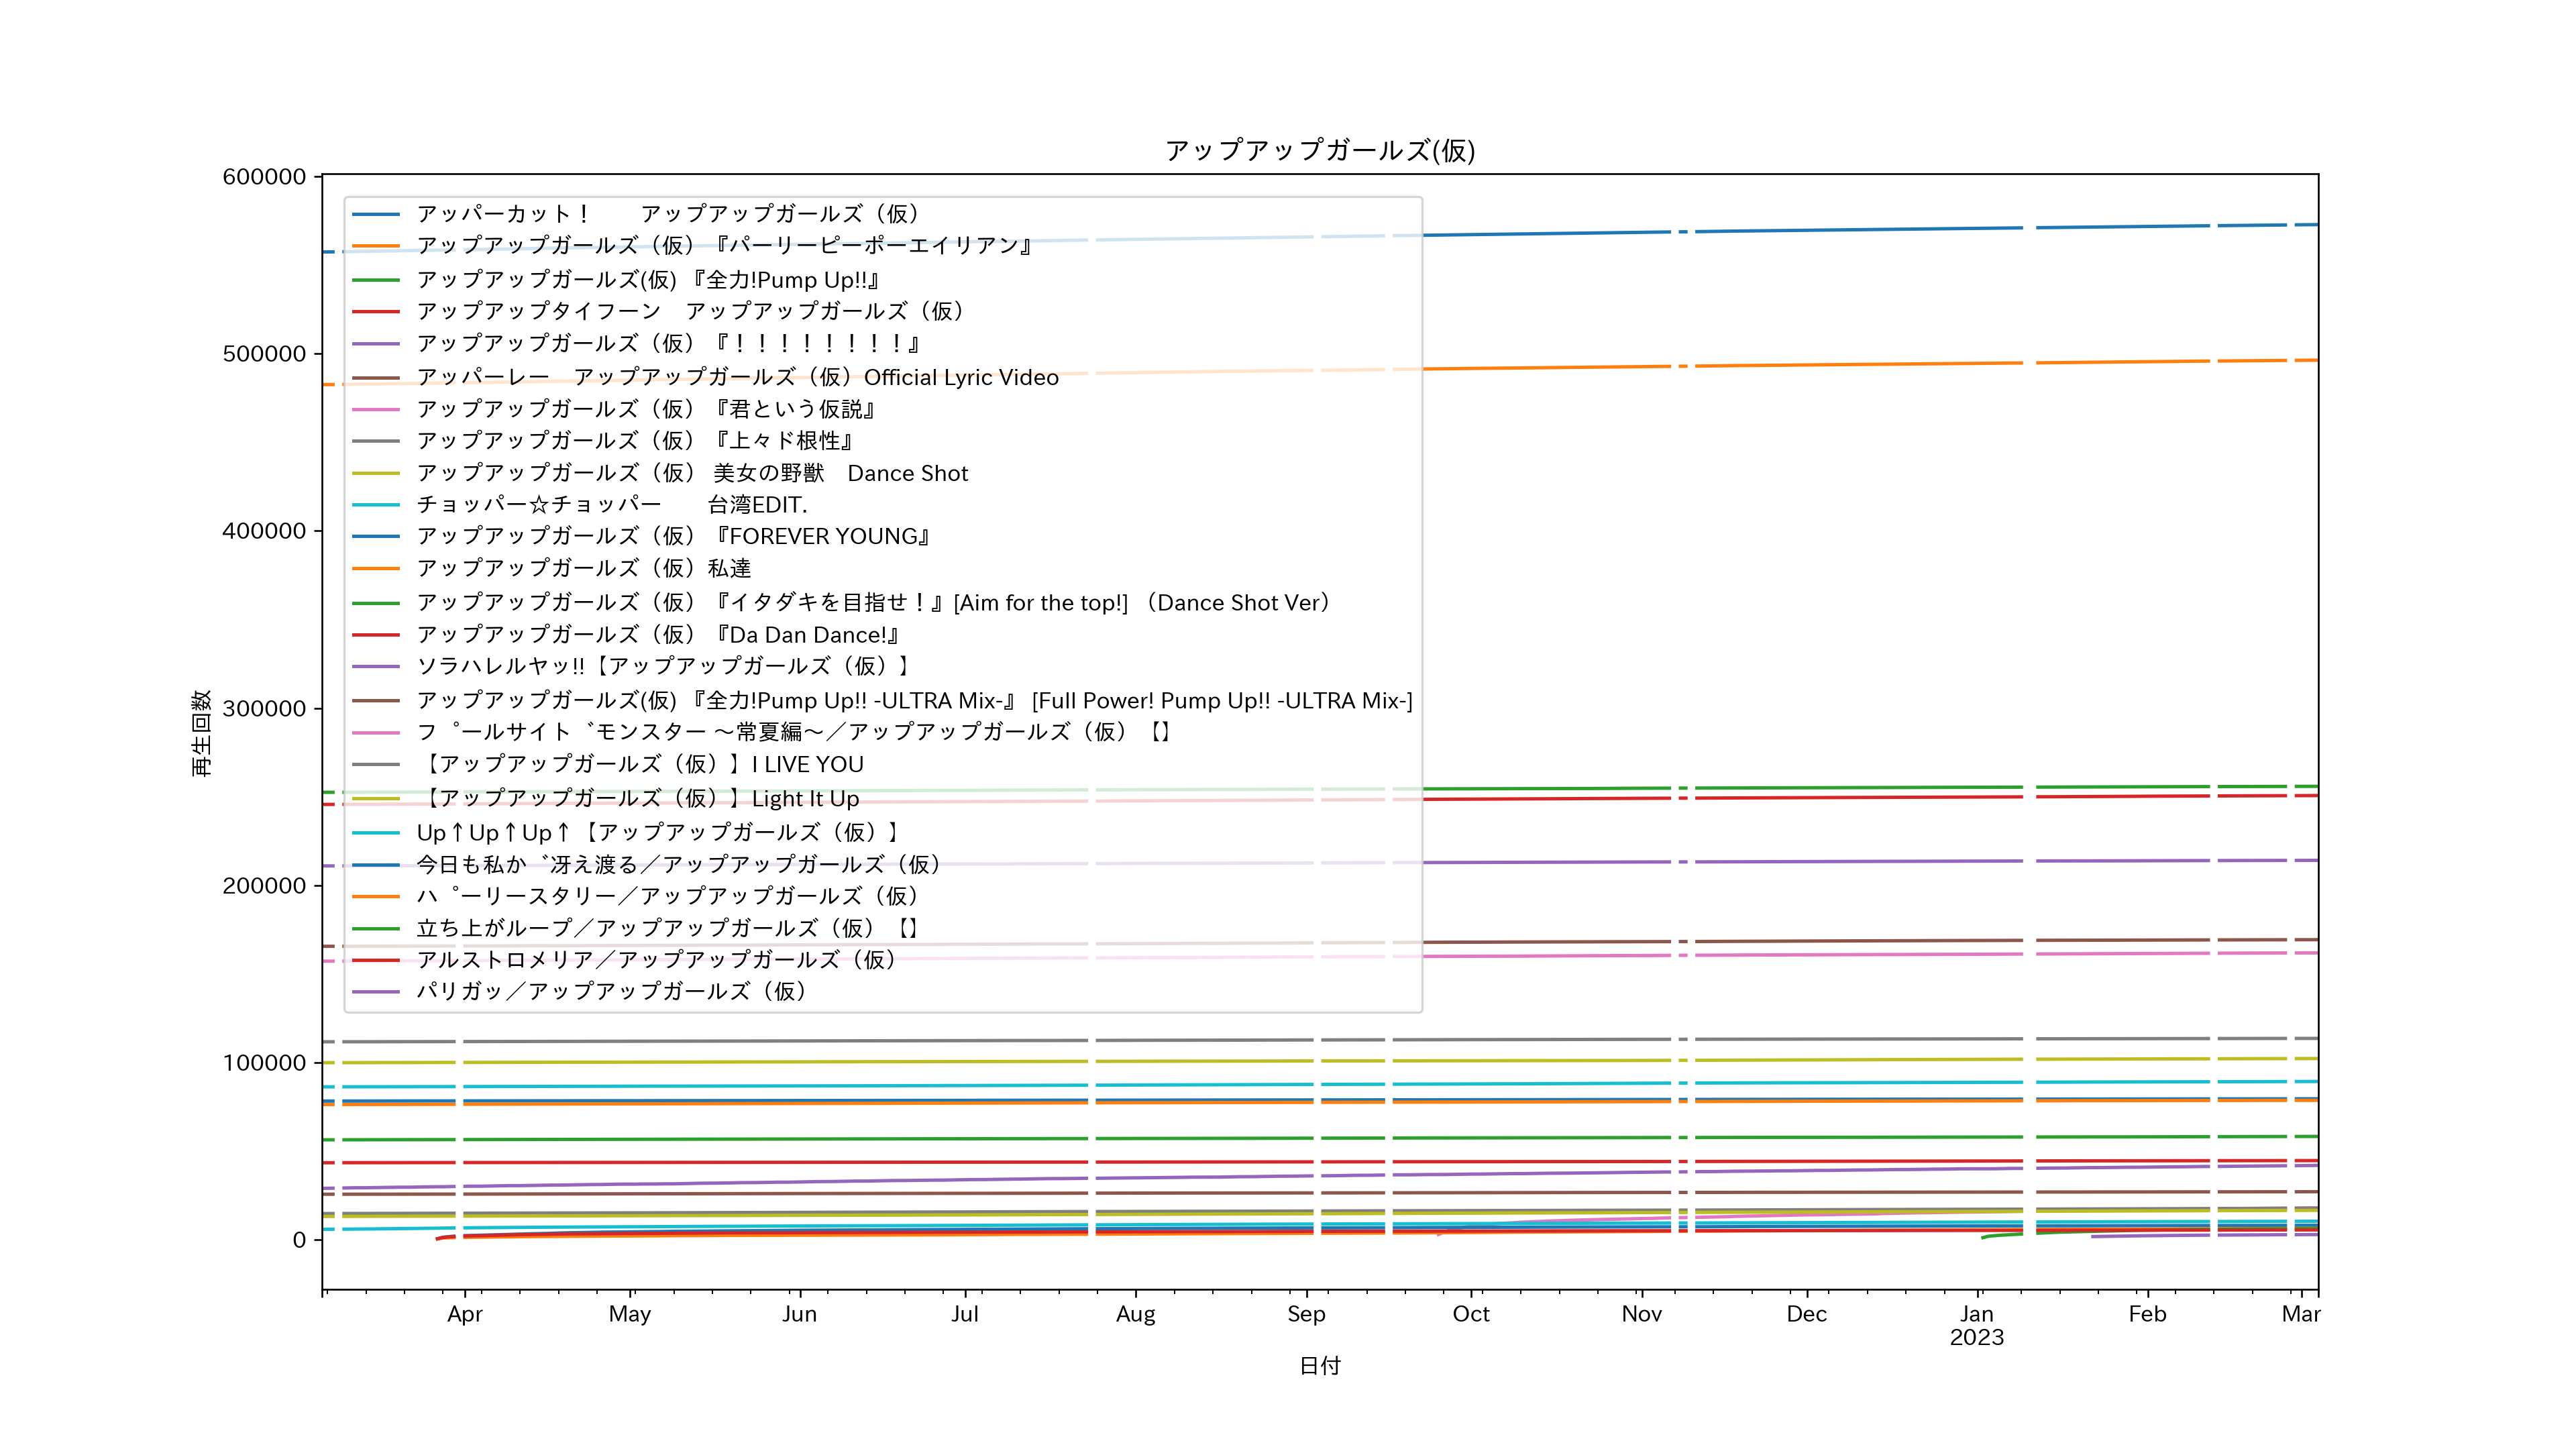 アップアップガールズ(仮)
600000
500000
400000
300000
200000
100000
0
再生回数
アッパーカット！　　アップアップガールズ（仮）
アップアップガールズ（仮）『パーリーピーポーエイリアン』
アップアップガールズ(仮) 『全力!Pump Up!!』
アップアップタイフーン　アップアップガールズ（仮）
アップアップガールズ（仮）『！！！！！！！！』
アッパーレー　アップアップガールズ（仮）Official Lyric Video
アップアップガールズ（仮）『君という仮説』
アップアップガールズ（仮）『上々ド根性』
アップアップガールズ（仮） 美女の野獣　Dance Shot
チョッパー☆チョッパー　　台湾EDIT.
アップアップガールズ（仮）『FOREVER YOUNG』
アップアップガールズ（仮）私達
アップアップガールズ（仮）『イタダキを目指せ！』[Aim for the top!] （Dance Shot Ver）
アップアップガールズ（仮）『Da Dan Dance!』
ソラハレルヤッ!!【アップアップガールズ（仮）】
アップアップガールズ(仮) 『全力!Pump Up!! -ULTRA Mix-』 [Full Power! Pump Up!! -ULTRA Mix-]
フ゜ールサイト゛モンスター ～常夏編～／アップアップガールズ（仮）【】
【アップアップガールズ（仮）】I LIVE YOU
【アップアップガールズ（仮）】Light It Up
Up↑Up↑Up↑【アップアップガールズ（仮）】
今日も私か゛冴え渡る／アップアップガールズ（仮）
ハ゜ーリースタリー／アップアップガールズ（仮）
立ち上がループ／アップアップガールズ（仮）【】
アルストロメリア／アップアップガールズ（仮）
パリガッ／アップアップガールズ（仮）
Apr May Jun Jul Aug Sep Oct Nov Dec Jan Feb Mar
2023
日付